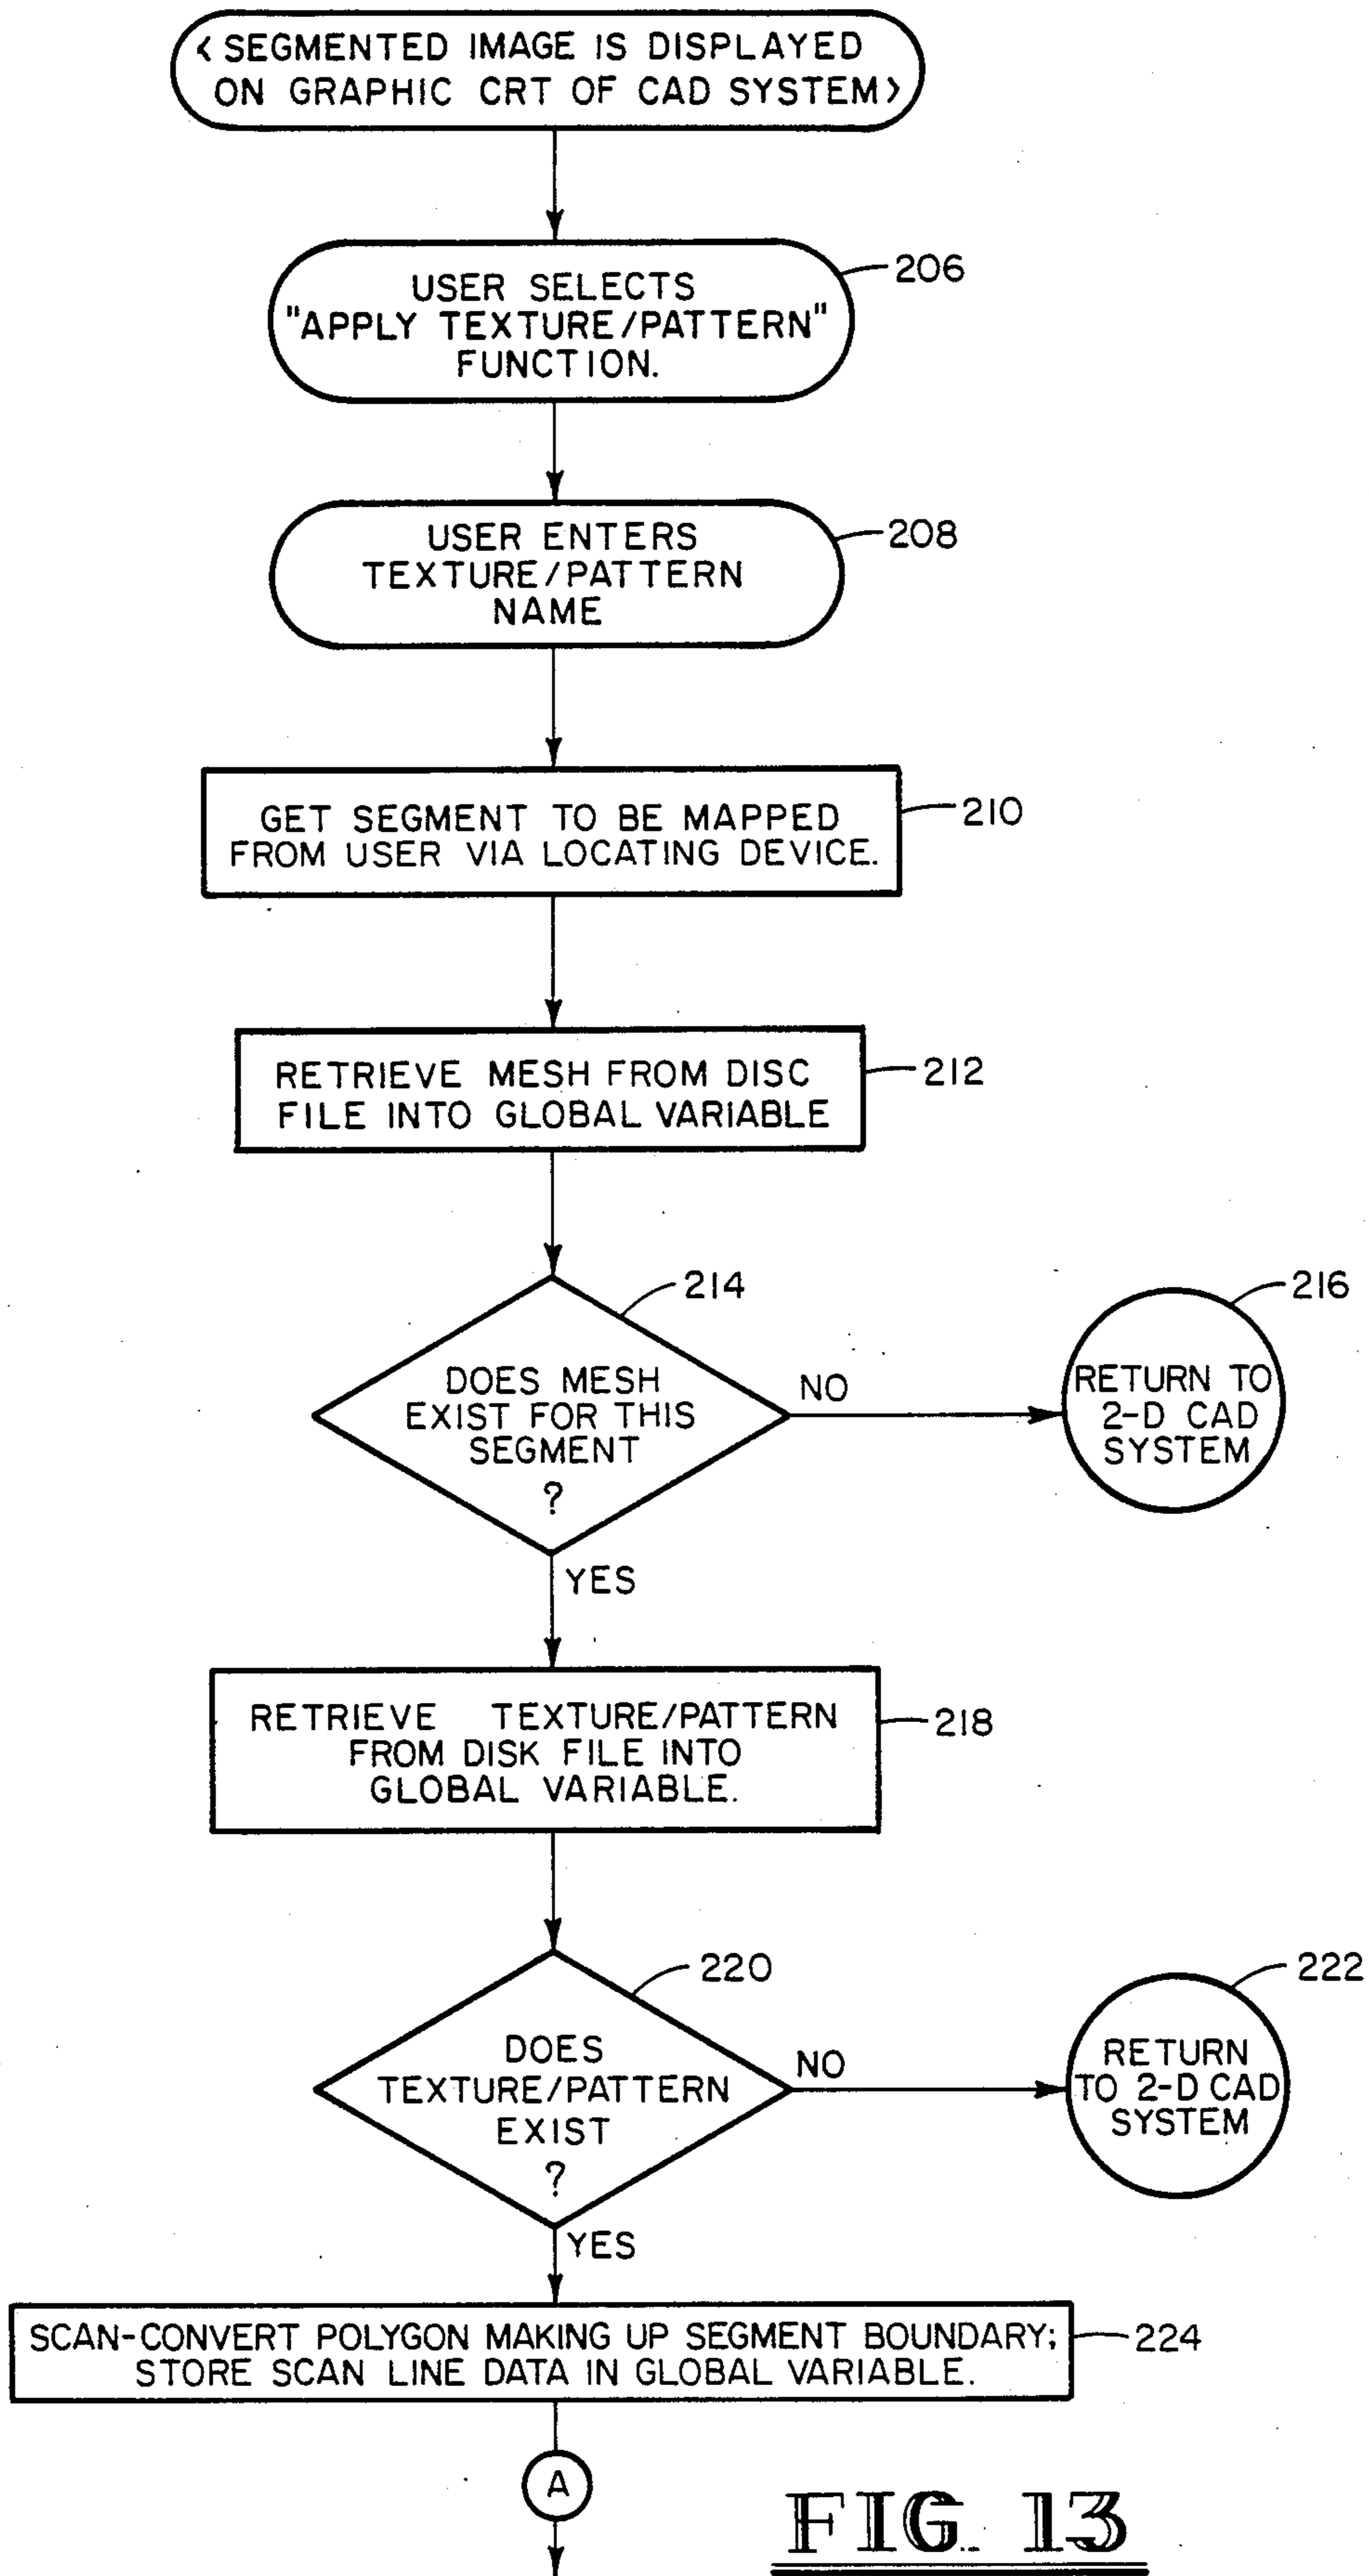 < SEGMENTED IMAGE IS DISPLAYED
ON GRAPHIC CRT OF CAD SYSTEM >
USER SELECTS
"APPLY TEXTURE/PATTERN"
FUNCTION.
206
USER ENTERS
TEXTURE/PATTERN
NAME
208
GET SEGMENT TO BE MAPPED
FROM USER VIA LOCATING DEVICE.
210
RETRIEVE MESH FROM DISC
FILE INTO GLOBAL VARIABLE
212
214
DOES MESH
EXIST FOR THIS
SEGMENT
?
NO
216
RETURN TO
2-D CAD
SYSTEM
YES
RETRIEVE TEXTURE/PATTERN
FROM DISK FILE INTO
GLOBAL VARIABLE.
218
220
DOES
TEXTURE/PATTERN
EXIST
?
NO
222
RETURN
TO 2-D CAD
SYSTEM
YES
SCAN-CONVERT POLYGON MAKING UP SEGMENT BOUNDARY;
STORE SCAN LINE DATA IN GLOBAL VARIABLE.
224
A
FIG. 13